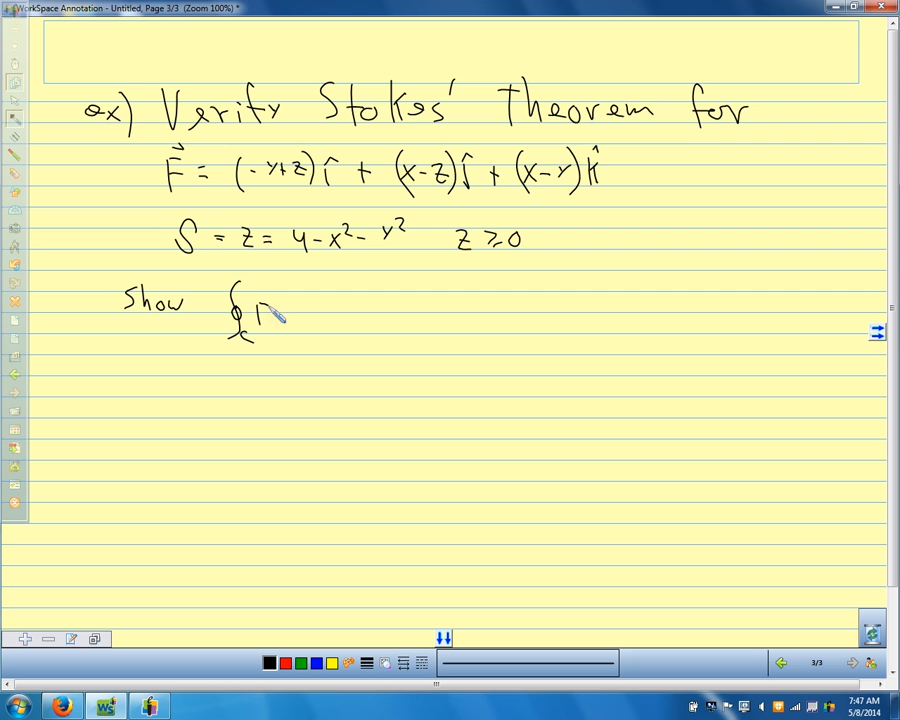 WorkSpace Annotation - Untitled, Page 3/3 (Zoom 100%) *
ex) Verify Stokes' Theorem for
F⃗ = (-y+z)î + (x-z)ĵ + (x-y)k̂
S = z = 4-x²-y² z ≥ 0
Show ∮c
3/3
7:47 AM
5/8/2014